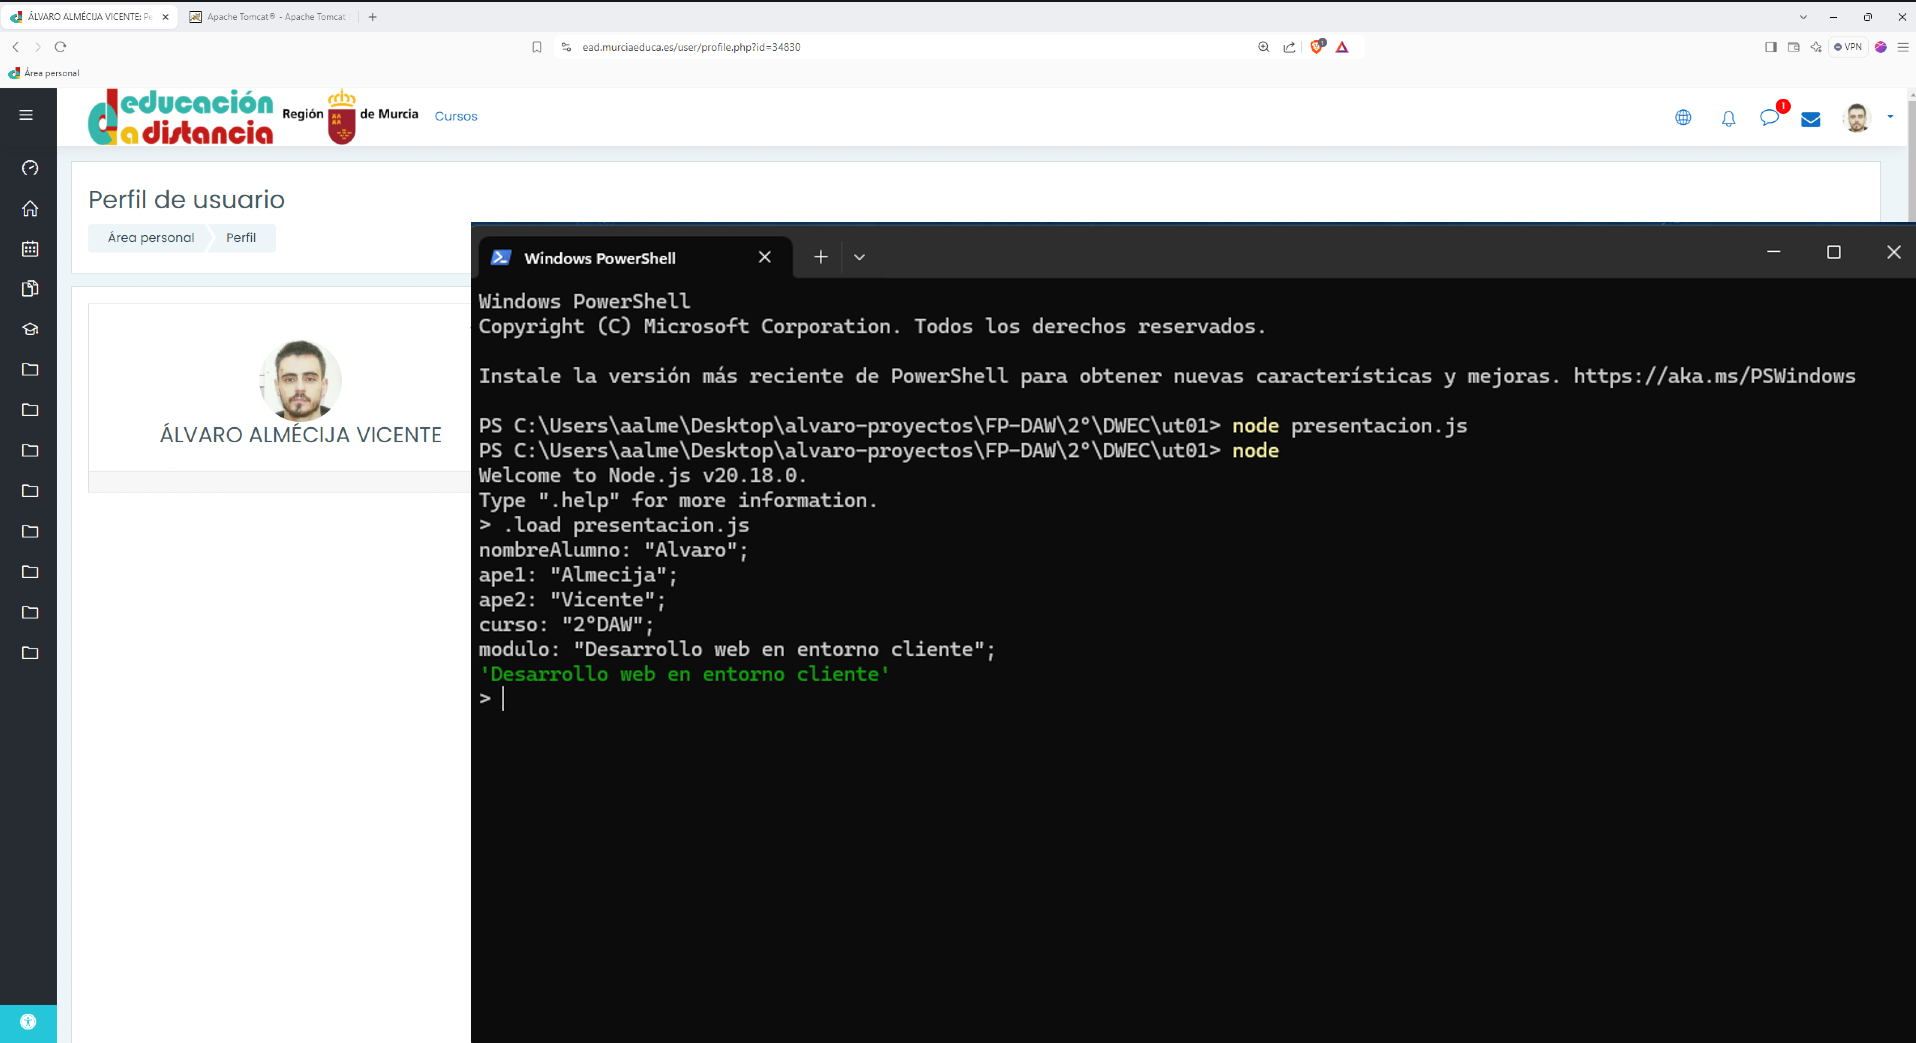 ÁLVARO ALMÉCIJA VICENTE: Pe
Apache Tomcat® - Apache Tomcat
ead.murciaeduca.es/user/profile.php?id=34830
1
VPN
Área personal
educación
a distancia
Región de Murcia
Cursos
1
Perfil de usuario
Área personal
Perfil
ÁLVARO ALMÉCIJA VICENTE
Windows PowerShell
Windows PowerShell
Copyright (C) Microsoft Corporation. Todos los derechos reservados.
Instale la versión más reciente de PowerShell para obtener nuevas características y mejoras. https://aka.ms/PSWindows
PS C:\Users\aalme\Desktop\alvaro-proyectos\FP-DAW\2°\DWEC\ut01> node presentacion.js
PS C:\Users\aalme\Desktop\alvaro-proyectos\FP-DAW\2°\DWEC\ut01> node
Welcome to Node.js v20.18.0.
Type ".help" for more information.
> .load presentacion.js
nombreAlumno: "Alvaro";
ape1: "Almecija";
ape2: "Vicente";
curso: "2°DAW";
modulo: "Desarrollo web en entorno cliente";
'Desarrollo web en entorno cliente'
>